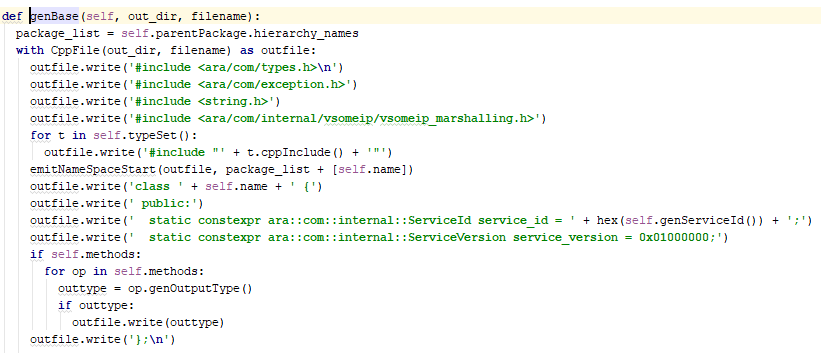 def genBase(self, out_dir, filename):
  package_list = self.parentPackage.hierarchy_names
  with CppFile(out_dir, filename) as outfile:
    outfile.write('#include <ara/com/types.h>\n')
    outfile.write('#include <ara/com/exception.h>')
    outfile.write('#include <string.h>')
    outfile.write('#include <ara/com/internal/vsomeip/vsomeip_marshalling.h>')
    for t in self.typeSet():
      outfile.write('#include "' + t.cppInclude() + '"')
    emitNameSpaceStart(outfile, package_list + [self.name])
    outfile.write('class ' + self.name + ' {')
    outfile.write(' public:')
    outfile.write('  static constexpr ara::com::internal::ServiceId service_id = ' + hex(self.genServiceId()) + ';')
    outfile.write('  static constexpr ara::com::internal::ServiceVersion service_version = 0x01000000;')
    if self.methods:
      for op in self.methods:
        outtype = op.genOutputType()
        if outtype:
          outfile.write(outtype)
    outfile.write('};\n')